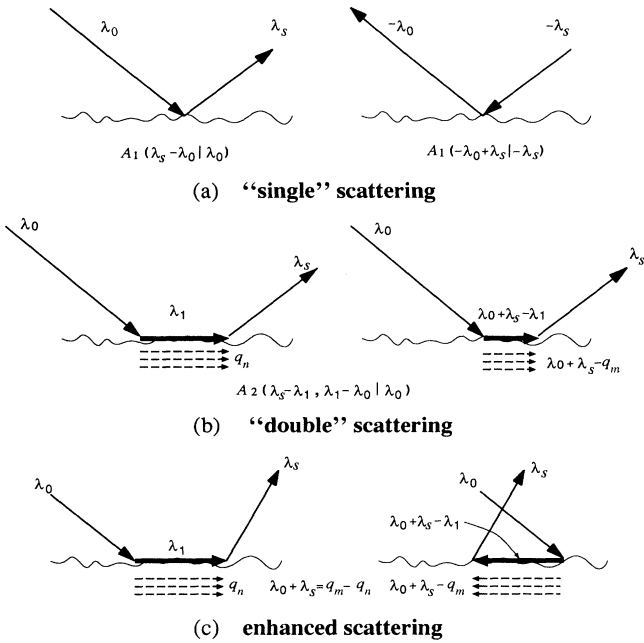 λ₀ λₛ -λ₀ -λₛ
A₁(λₛ-λ₀|λ₀) A₁(-λ₀+λₛ|-λₛ)
(a) “single” scattering
λ₀ λ₁ λₛ λ₀ λₛ
λ₀+λₛ-λ₁
qₙ λ₀+λₛ-qₘ
A₂(λₛ-λ₁, λ₁-λ₀|λ₀)
(b) “double” scattering
λ₀ λ₁ λₛ λ₀ λₛ
λ₀+λₛ-λ₁
qₙ λ₀+λₛ=qₘ-qₙ λ₀+λₛ-qₘ
(c) enhanced scattering